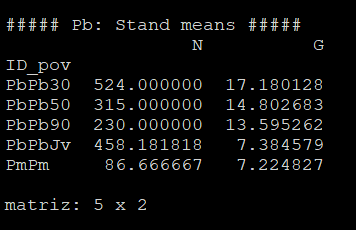 ##### Pb: Stand means #####
N G
ID_pov
PbPb30 524.000000 17.180128
PbPb50 315.000000 14.802683
PbPb90 230.000000 13.595262
PbPbJv 458.181818 7.384579
PmPm 86.666667 7.224827
matriz: 5 x 2